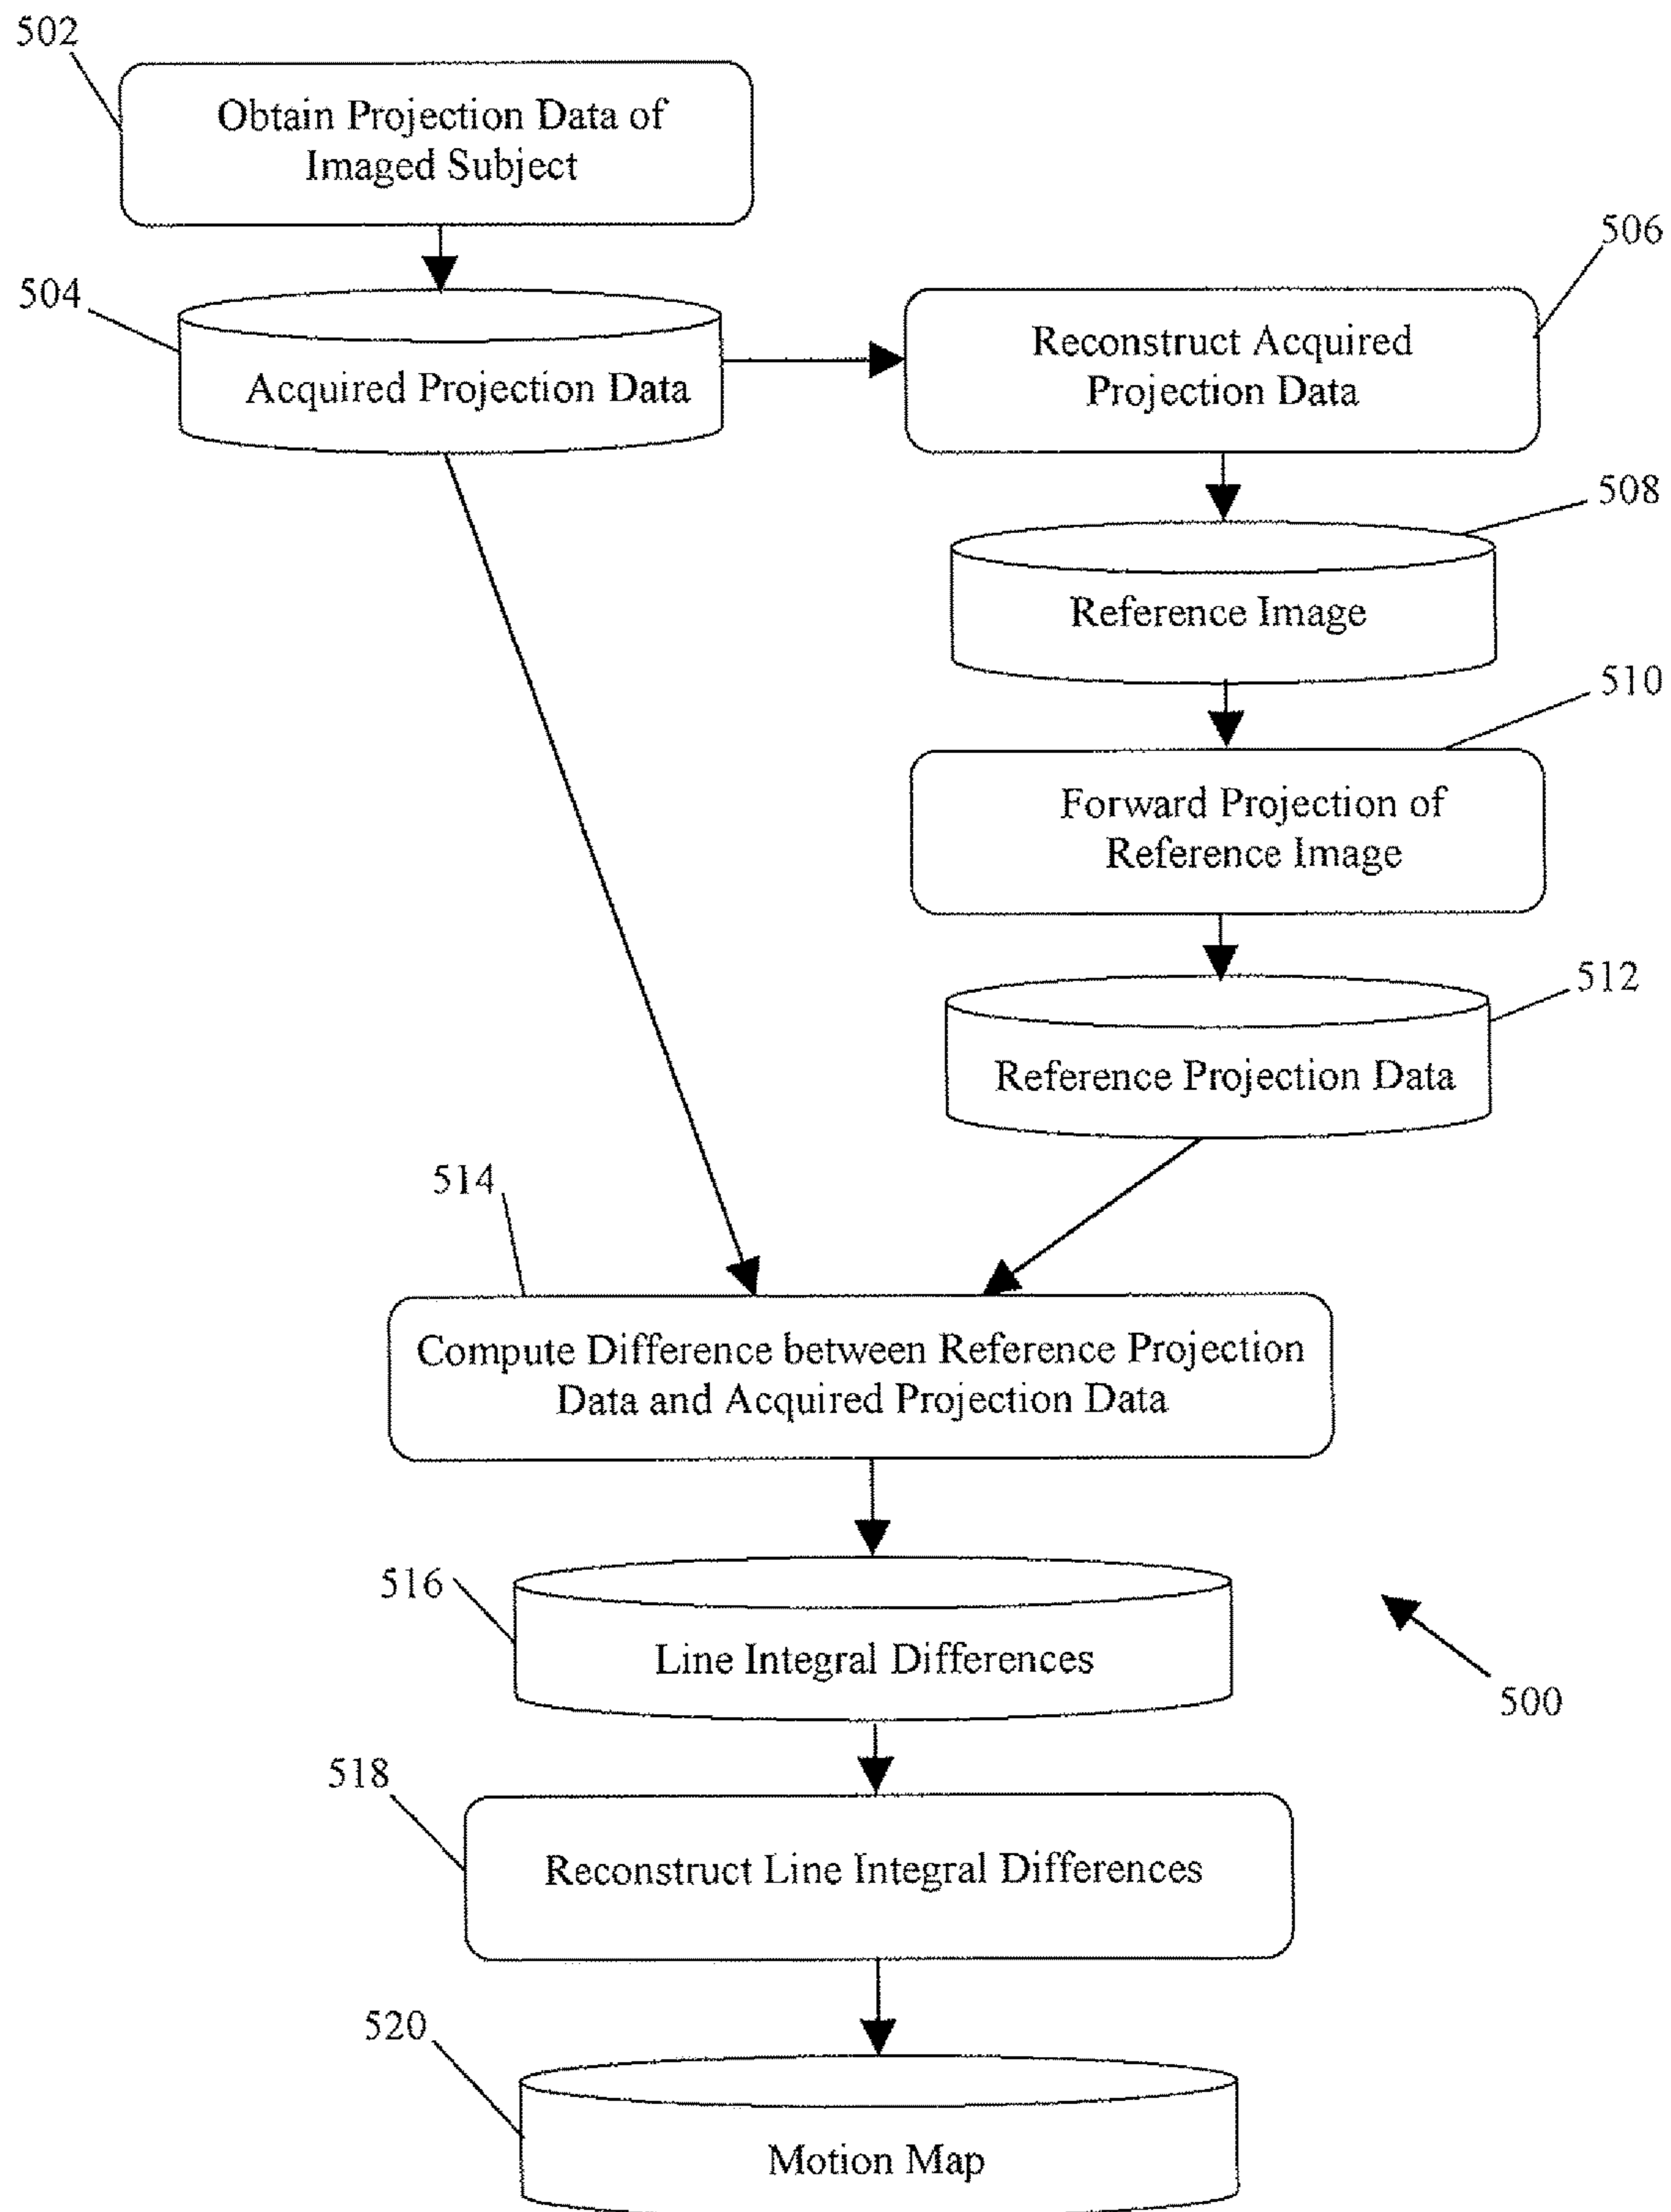 502
Obtain Projection Data of
Imaged Subject
504
Acquired Projection Data
506
Reconstruct Acquired
Projection Data
508
Reference Image
510
Forward Projection of
Reference Image
512
Reference Projection Data
514
Compute Difference between Reference Projection
Data and Acquired Projection Data
516
Line Integral Differences
500
518
Reconstruct Line Integral Differences
520
Motion Map